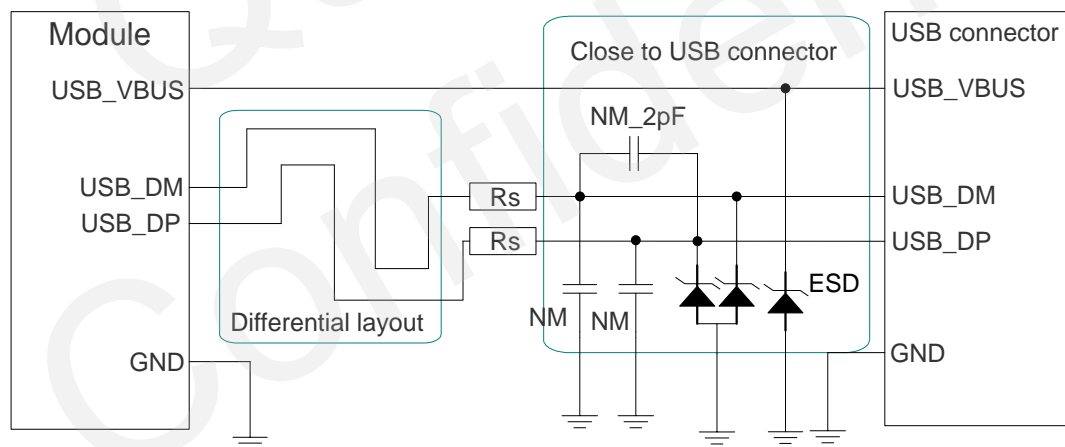 Module
USB connector
Close to USB connector
USB_VBUS
USB_VBUS
NM_2pF
USB_DM
Rs
USB_DM
USB_DP
Rs
USB_DP
ESD
NM
NM
Differential layout
GND
GND
Confiden